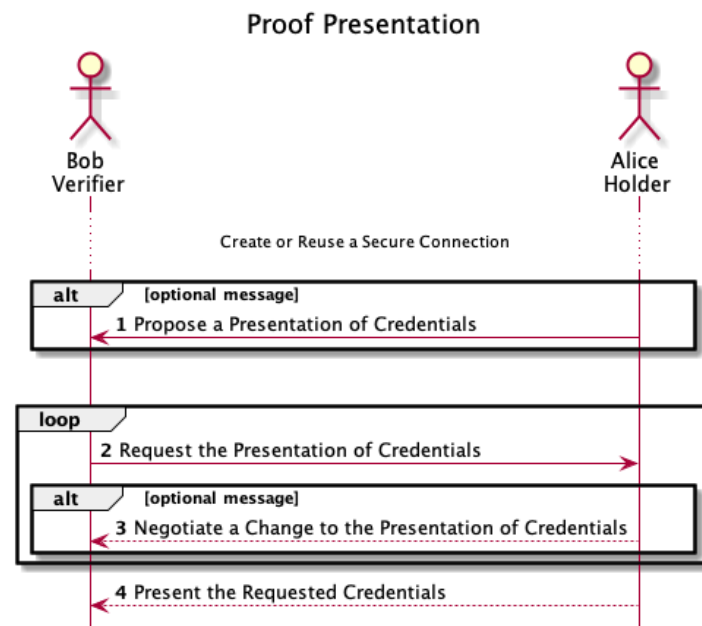 Proof Presentation
Bob
Verifier
Alice
Holder
Create or Reuse a Secure Connection
alt [optional message]
1 Propose a Presentation of Credentials
loop
2 Request the Presentation of Credentials
alt [optional message]
3 Negotiate a Change to the Presentation of Credentials
4 Present the Requested Credentials